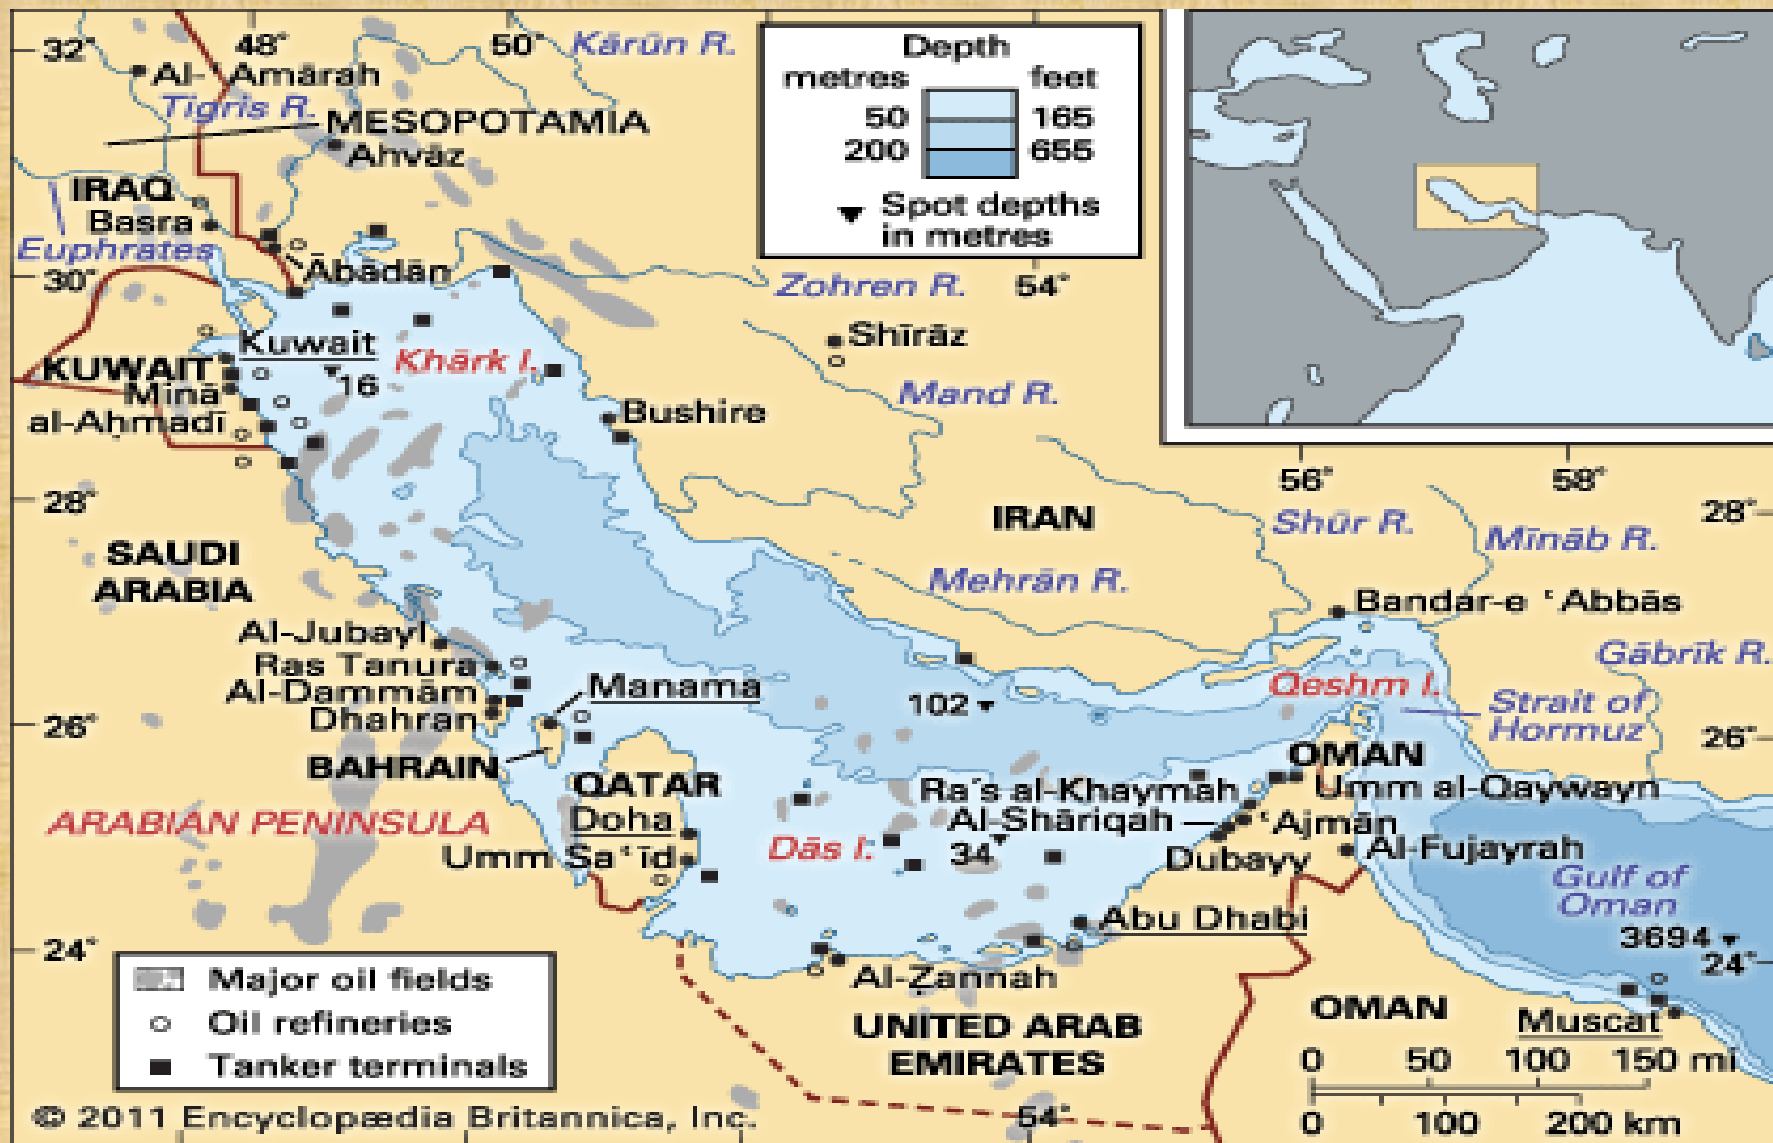 32°
48°
50°
Kārūn R.
Al-ʿAmārah
Tigris R.
MESOPOTAMIA
Ahvāz
IRAQ
Basra
Euphrates
30°
Ābādān
Depth
metres feet
50 165
200 655
Spot depths
in metres
Zohren R.
54°
Kuwait
KUWAIT
Khārk I.
16
Mīnāʾ
al-Aḥmadī
Shīrāz
Mand R.
Bushire
28°
56°
58°
28°
IRAN
Shūr R.
Mīnāb R.
SAUDI
ARABIA
Mehrān R.
Bandar-e ʿAbbās
Al-Jubayl
Ras Tanura
Al-Dammām
Dhahran
Manama
Gābrīk R.
Qeshm I.
102
Strait of
Hormuz
26°
26°
BAHRAIN
QATAR
Doha
OMAN
Raʾs al-Khaymah
Umm al-Qaywayn
ARABIAN PENINSULA
Al-Shāriqah
ʿAjmān
Umm Saʿīd
Dās I.
34
Dubayy
Al-Fujayrah
Gulf of
Oman
Abu Dhabi
3694
24°
24°
Al-Zannah
Major oil fields
Oil refineries
Tanker terminals
UNITED ARAB
EMIRATES
OMAN
Muscat
0 50 100 150 mi
0 100 200 km
© 2011 Encyclopædia Britannica, Inc.
54°